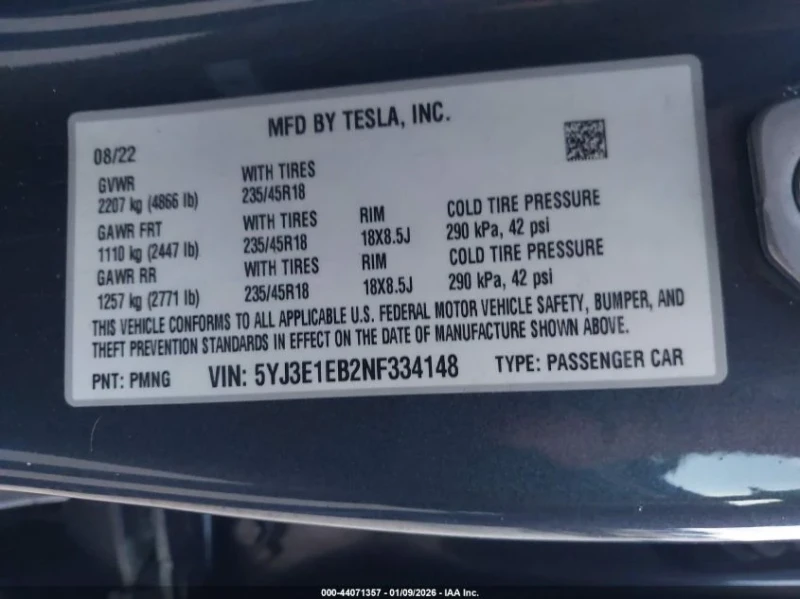 MFD BY TESLA, INC.
08/22
GVWR WITH TIRES
2207 kg (4866 lb) 235/45R18
GAWR FRT WITH TIRES RIM COLD TIRE PRESSURE
1110 kg (2447 lb) 235/45R18 18X8.5J 290 kPa, 42 psi
GAWR RR WITH TIRES RIM COLD TIRE PRESSURE
1257 kg (2771 lb) 235/45R18 18X8.5J 290 kPa, 42 psi
THIS VEHICLE CONFORMS TO ALL APPLICABLE U.S. FEDERAL MOTOR VEHICLE SAFETY, BUMPER, AND
THEFT PREVENTION STANDARDS IN EFFECT ON THE DATE OF MANUFACTURE SHOWN ABOVE.
PNT: PMNG VIN: 5YJ3E1EB2NF334148 TYPE: PASSENGER CAR
000-44071357 - 01/09/2026 - IAA Inc.